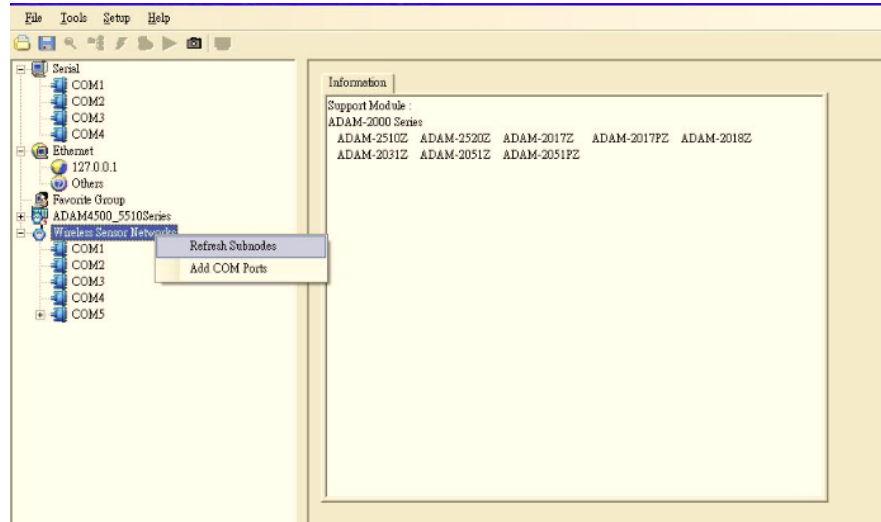 File Tools Setup Help
Serial
COM1
COM2
COM3
COM4
Ethernet
127.0.0.1
Others
Favorite Group
ADAM4500_5510Series
Wireless Sensor Networks
COM1
COM2
COM3
COM4
COM5
Refresh Subnodes
Add COM Ports
Information
Support Module :
ADAM-2000 Series
ADAM-2510Z ADAM-2520Z ADAM-2017Z ADAM-2017PZ ADAM-2018Z
ADAM-2031Z ADAM-2051Z ADAM-2051PZ